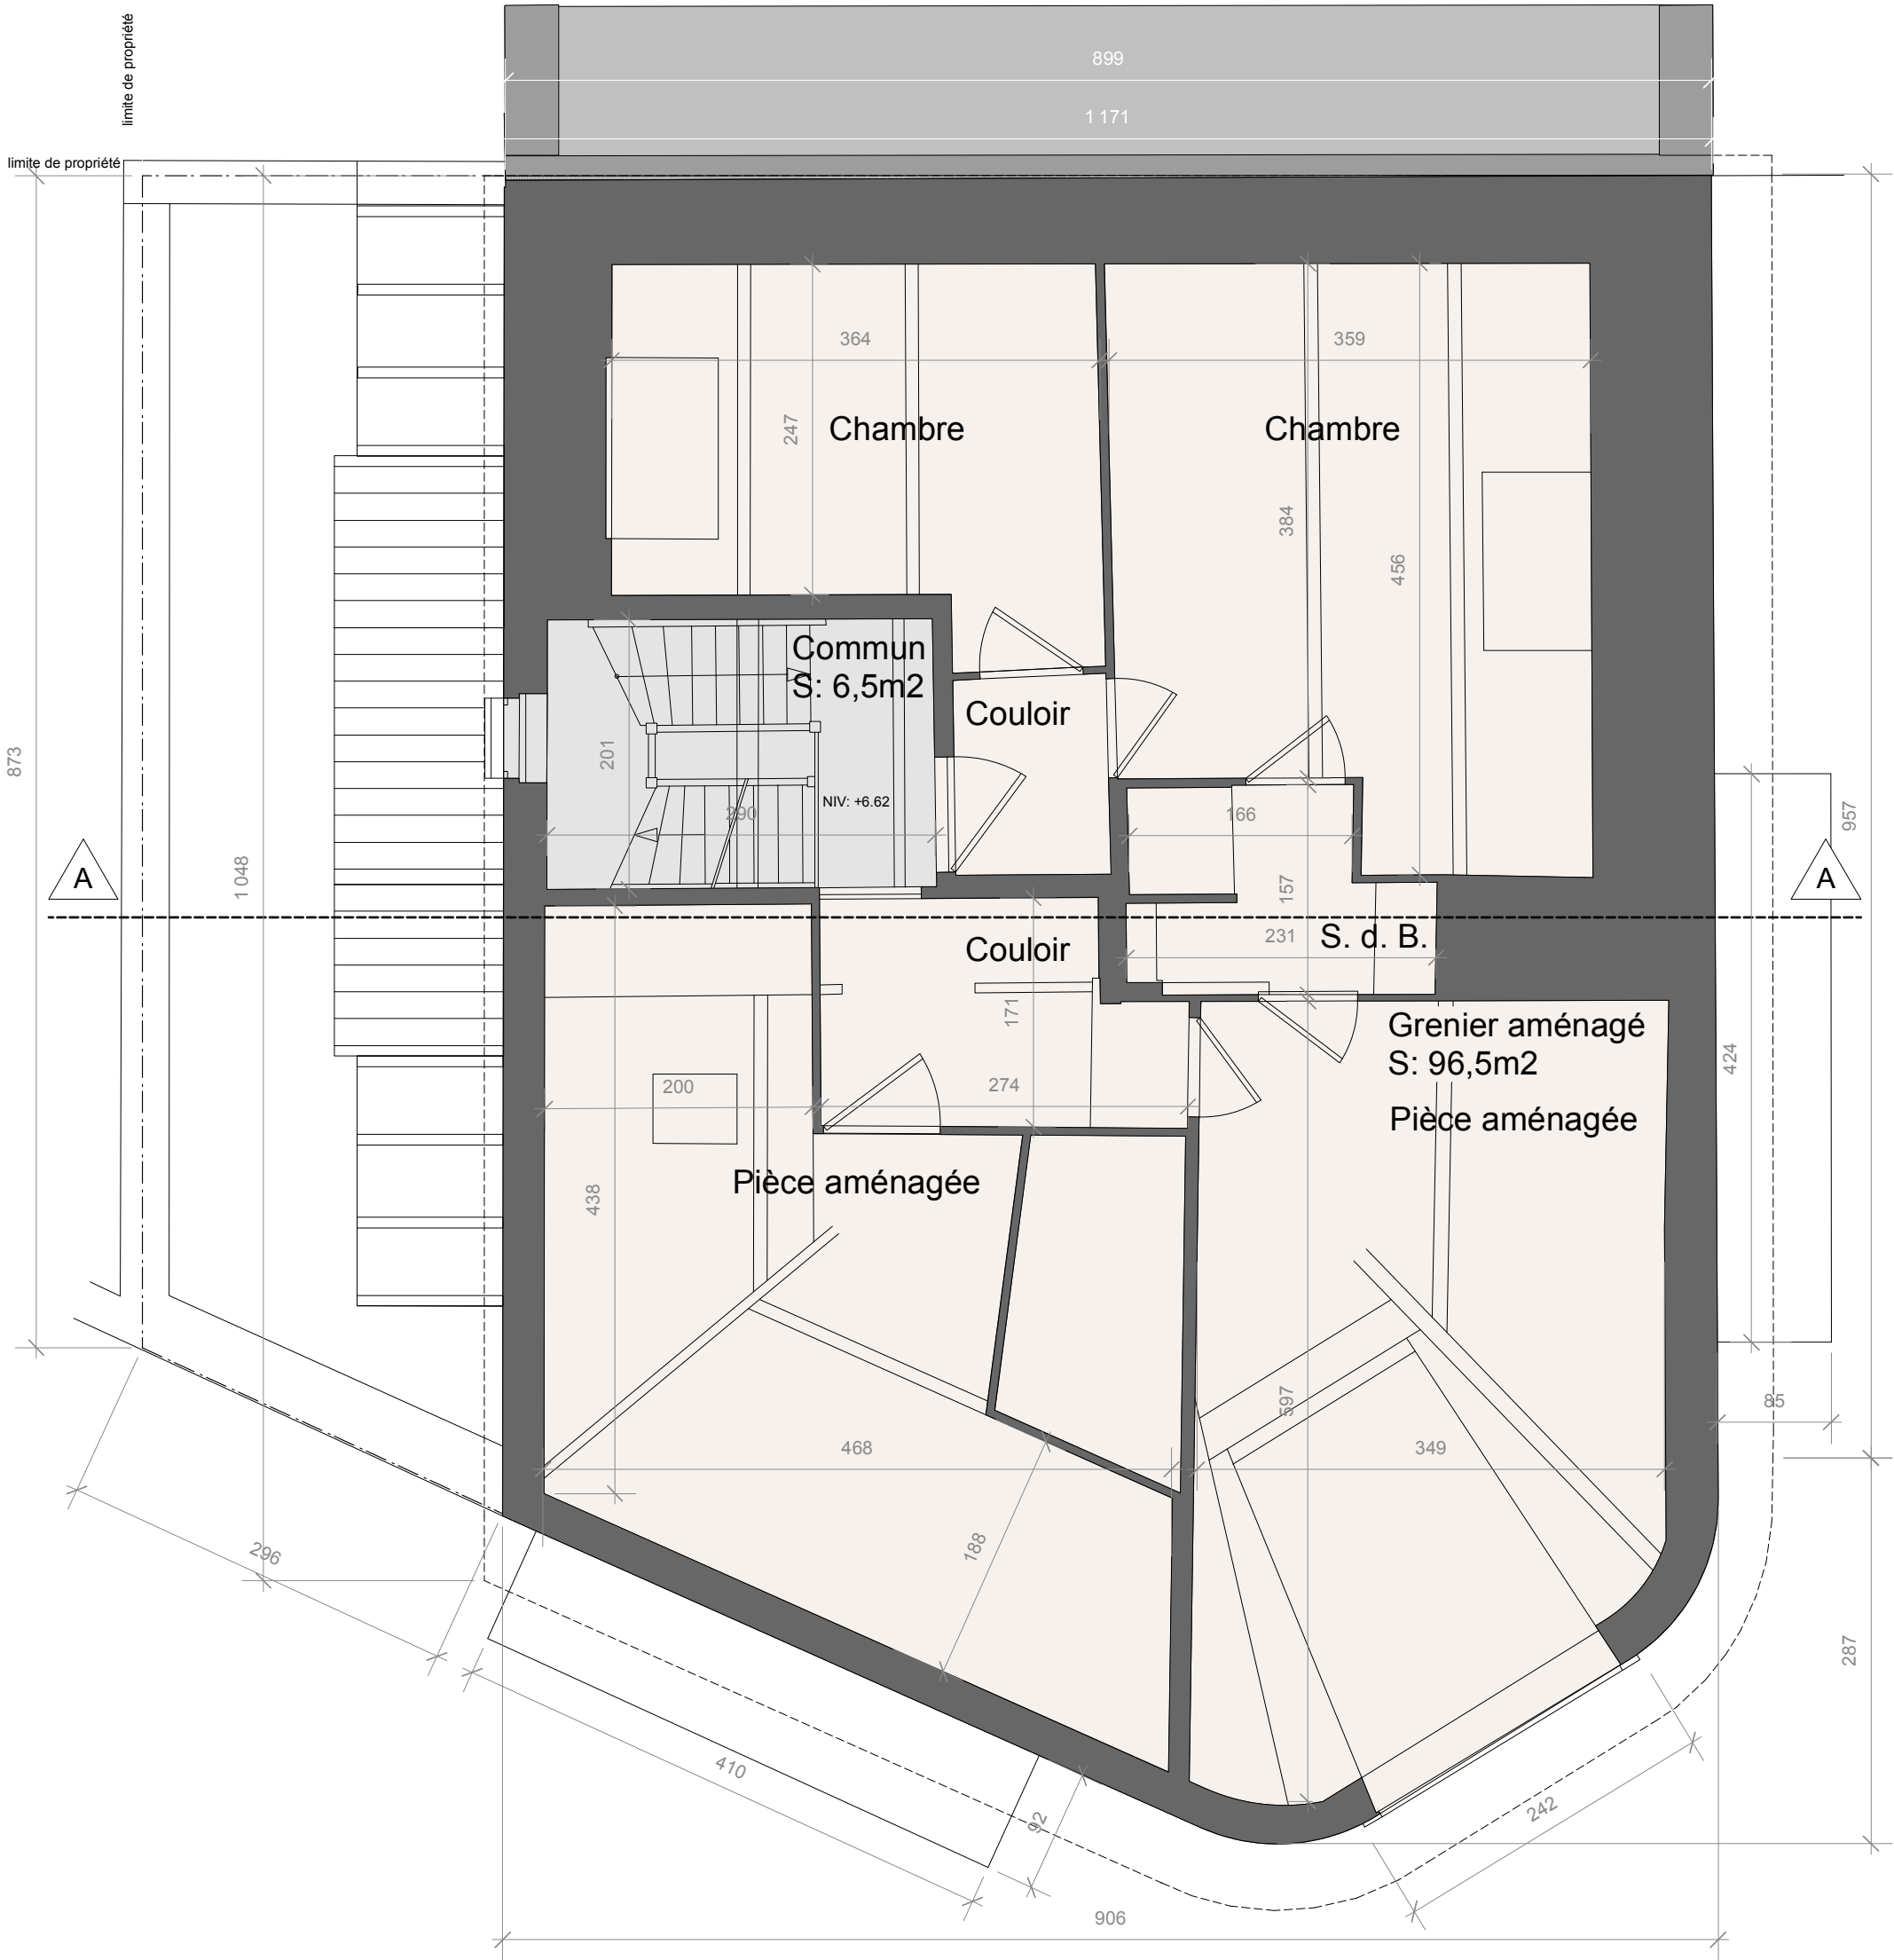 limite de propriété
899
1 171
limite de propriété
364
359
247
Chambre
Chambre
384
456
Commun
S: 6,5m2
Couloir
201
873
NIV: +6.62
290
166
957
A
1 048
157
A
Couloir
231
S. d. B.
171
Grenier aménagé
S: 96,5m2
424
200
274
Pièce aménagée
Pièce aménagée
438
597
85
468
349
188
296
287
410
92
242
906